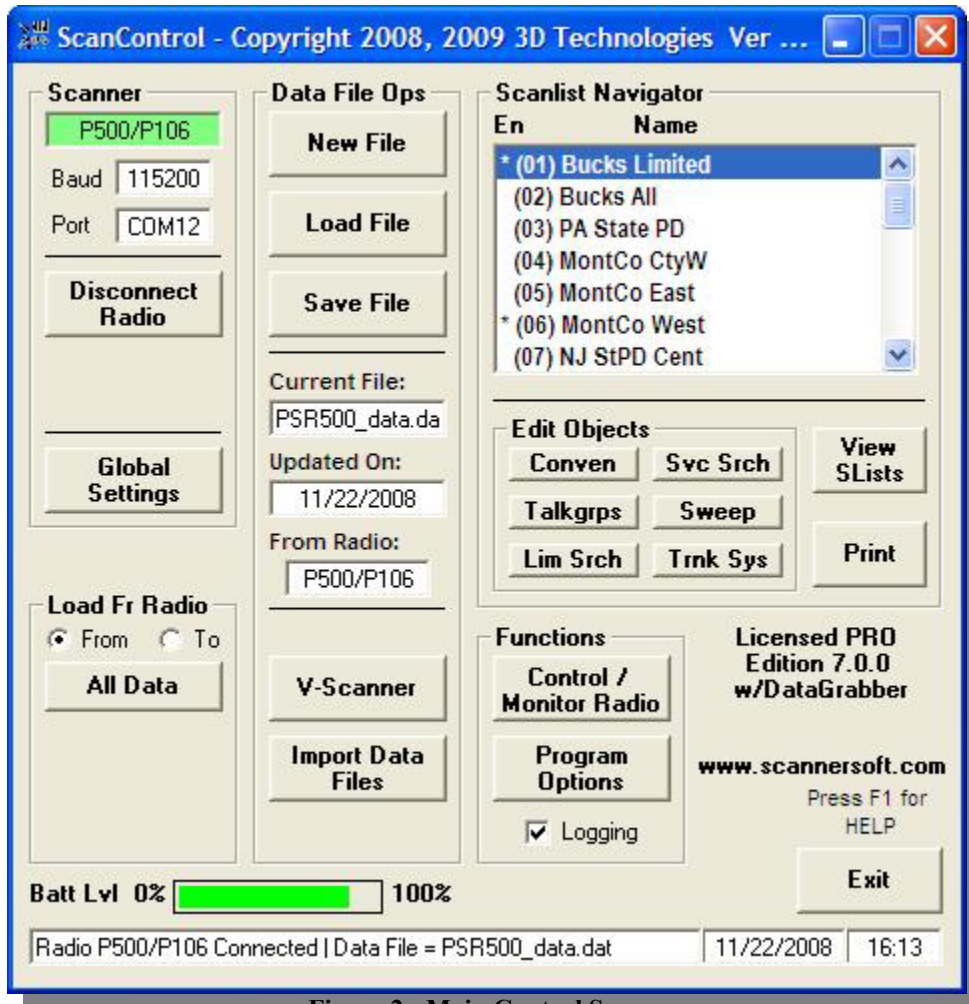 ScanControl - Copyright 2008, 2009 3D Technologies Ver ...
Scanner
P500/P106
Baud 115200
Port COM12
Disconnect
Radio
Global
Settings
Load Fr Radio
From To
All Data
Data File Ops
New File
Load File
Save File
Current File:
PSR500_data.da
Updated On:
11/22/2008
From Radio:
P500/P106
V-Scanner
Import Data
Files
Scanlist Navigator
En Name
* (01) Bucks Limited
(02) Bucks All
(03) PA State PD
(04) MontCo CtyW
(05) MontCo East
* (06) MontCo West
(07) NJ StPD Cent
Edit Objects
Conven Svc Srch
Talkgrps Sweep
Lim Srch Trnk Sys
View
SLists
Print
Functions
Control /
Monitor Radio
Program
Options
Logging
Licensed PRO
Edition 7.0.0
w/DataGrabber
www.scannersoft.com
Press F1 for
HELP
Exit
Batt Lvl 0% 100%
Radio P500/P106 Connected | Data File = PSR500_data.dat 11/22/2008 16:13